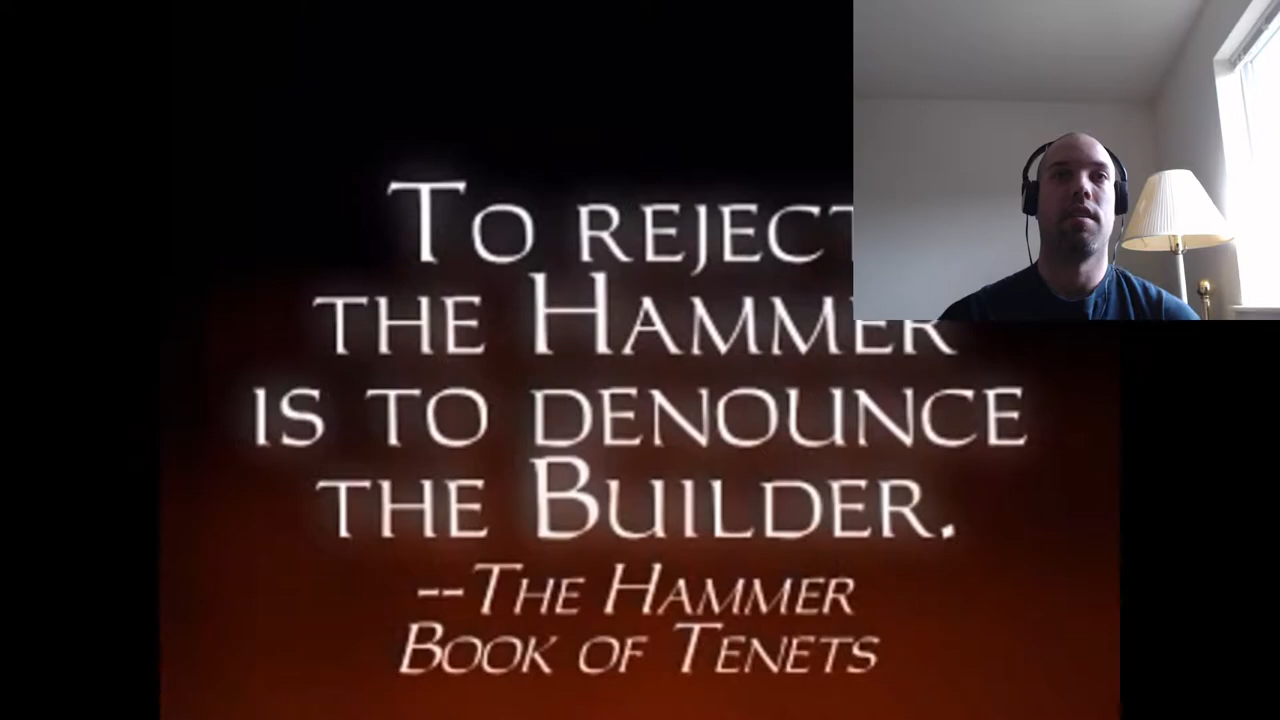 To reject
the Hammer
is to denounce
the Builder.
--The Hammer
Book of Tenets